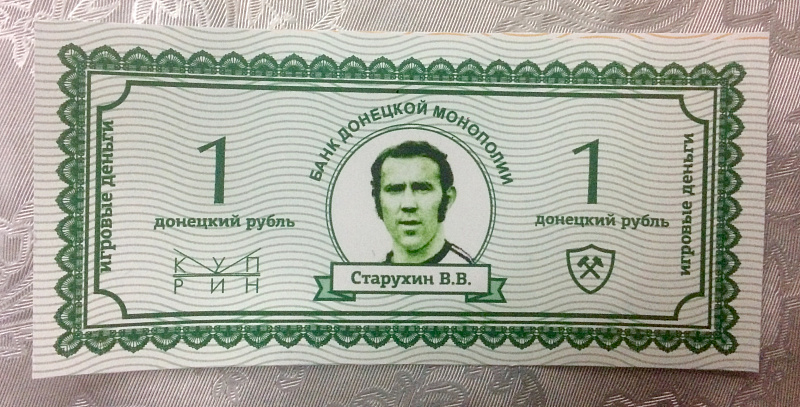 БАНК ДОНЕЦКОЙ МОНОПОЛИИ
игровые деньги
1
донецкий рубль
КУП
РИН
Старухин В.В.
1
донецкий рубль
игровые деньги